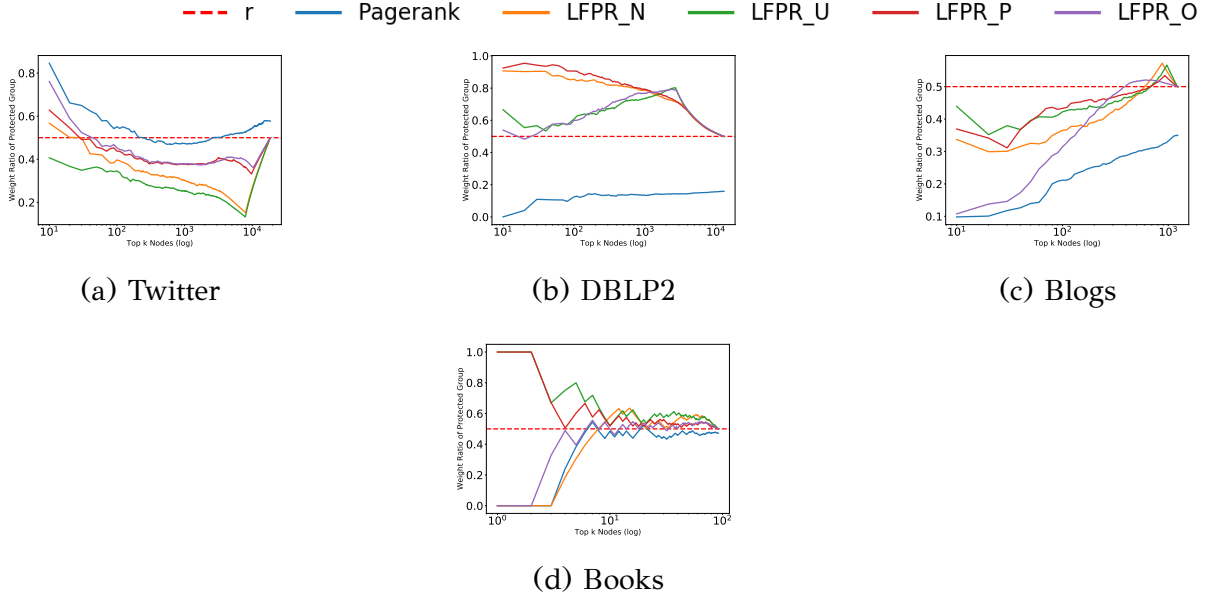 r Pagerank LFPR_N LFPR_U LFPR_P LFPR_O
Weight Ratio of Protected Group
0.8
0.6
0.4
0.2
10^1 10^2 10^3 10^4
Top k Nodes (log)
(a) Twitter
Weight Ratio of Protected Group
1.0
0.8
0.6
0.4
0.2
0.0
10^1 10^2 10^3 10^4
Top k Nodes (log)
(b) DBLP2
Weight Ratio of Protected Group
0.5
0.4
0.3
0.2
0.1
10^1 10^2 10^3
Top k Nodes (log)
(c) Blogs
Weight Ratio of Protected Group
1.0
0.8
0.6
0.4
0.2
0.0
10^0 10^1 10^2
Top k Nodes (log)
(d) Books